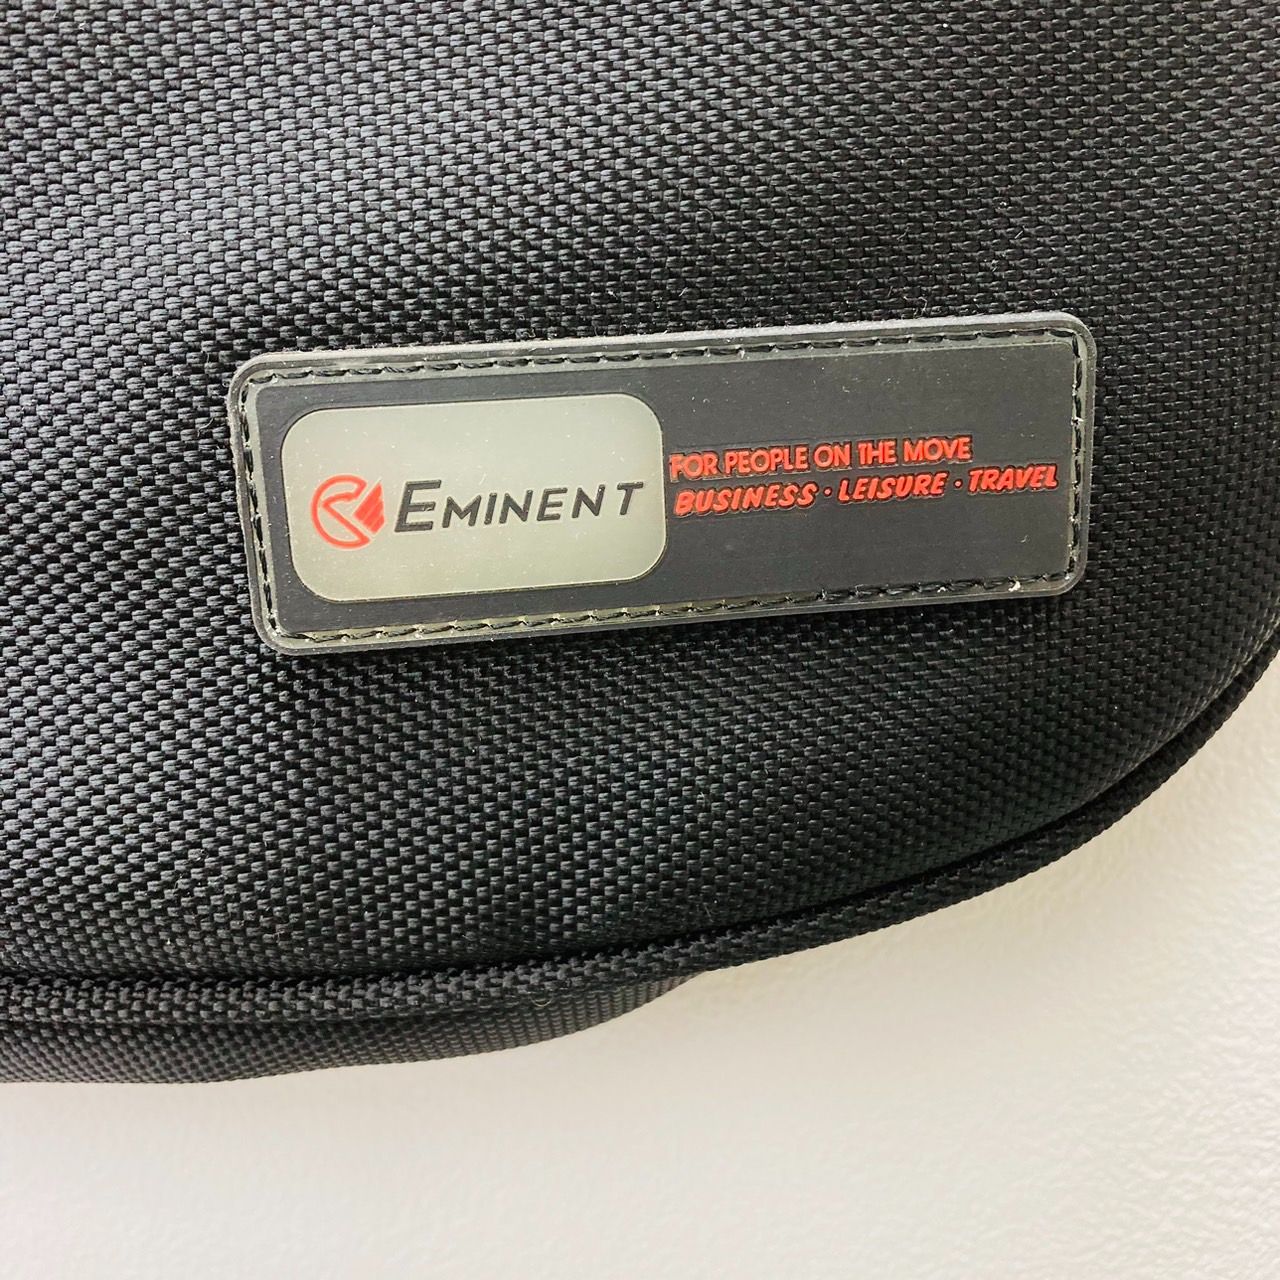 EMINENT
FOR PEOPLE ON THE MOVE
BUSINESS · LEISURE · TRAVEL